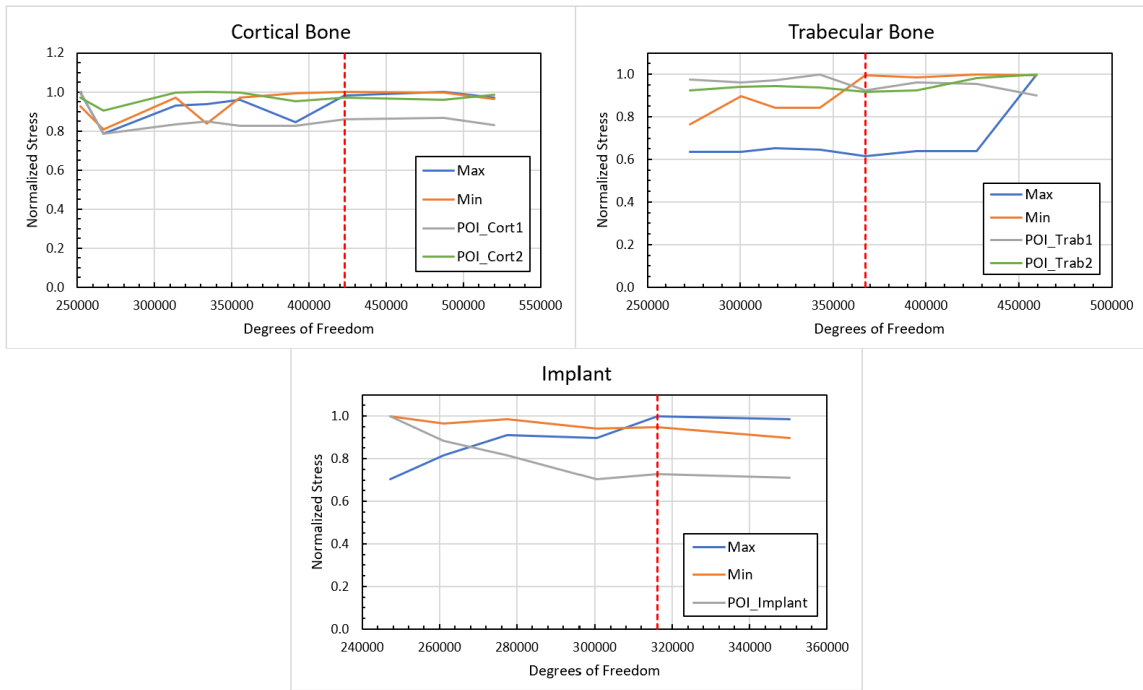 Cortical Bone
1.2
1.0
0.8
0.6
0.4
0.2
0.0
Normalized Stress
250000 300000 350000 400000 450000 500000 550000
Degrees of Freedom
Max
Min
POI_Cort1
POI_Cort2
Trabecular Bone
1.0
0.8
0.6
0.4
0.2
0.0
Normalized Stress
250000 300000 350000 400000 450000 500000
Degrees of Freedom
Max
Min
POI_Trab1
POI_Trab2
Implant
1.0
0.8
0.6
0.4
0.2
0.0
Normalized Stress
240000 260000 280000 300000 320000 340000 360000
Degrees of Freedom
Max
Min
POI_Implant